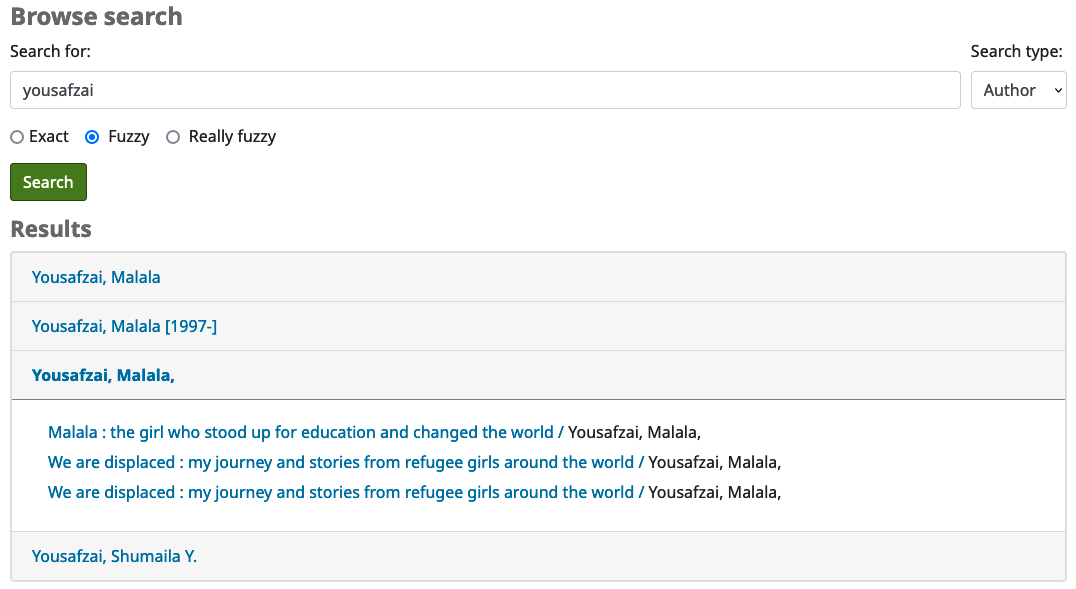 Browse search
Search for:
Search type:
yousafzai
Author
Exact Fuzzy Really fuzzy
Search
Results
Yousafzai, Malala
Yousafzai, Malala [1997-]
Yousafzai, Malala,
Malala : the girl who stood up for education and changed the world / Yousafzai, Malala,
We are displaced : my journey and stories from refugee girls around the world / Yousafzai, Malala,
We are displaced : my journey and stories from refugee girls around the world / Yousafzai, Malala,
Yousafzai, Shumaila Y.